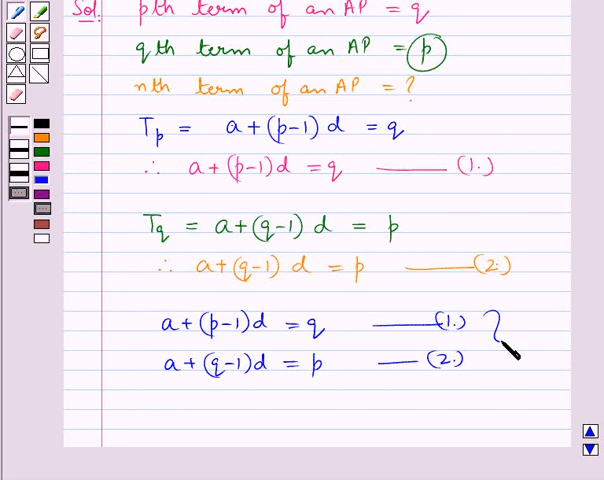 Sol: pth term of an AP = q
qth term of an AP = p
nth term of an AP = ?
Tp = a+(p-1)d = q
∴ a+(p-1)d = q ——— (1.)
Tq = a+(q-1)d = p
∴ a+(q-1)d = p ——— (2.)
a+(p-1)d = q ——— (1.)
a+(q-1)d = p —— (2.)